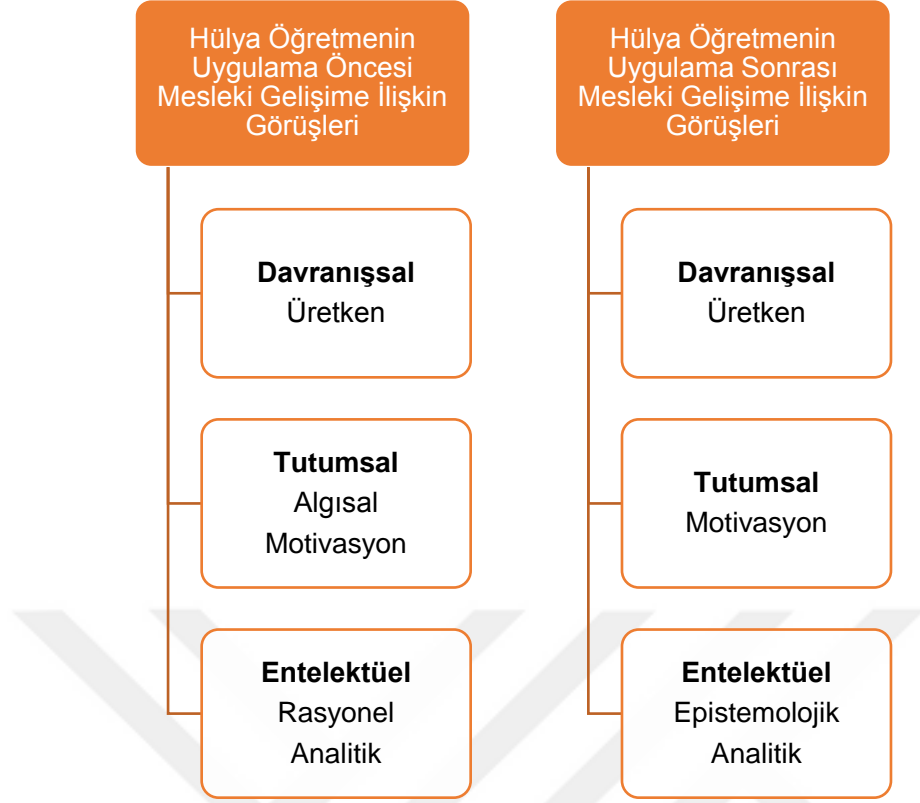 Hülya Öğretmenin
Uygulama Öncesi
Mesleki Gelişime İlişkin
Görüşleri
Davranışsal
Üretken
Tutumsal
Algısal
Motivasyon
Entelektüel
Rasyonel
Analitik
Hülya Öğretmenin
Uygulama Sonrası
Mesleki Gelişime İlişkin
Görüşleri
Davranışsal
Üretken
Tutumsal
Motivasyon
Entelektüel
Epistemolojik
Analitik